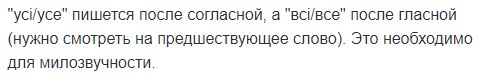 "усі/усе" пишется после согласной, а "всі/все" после гласной
(нужно смотреть на предшествующее слово). Это необходимо
для милозвучности.